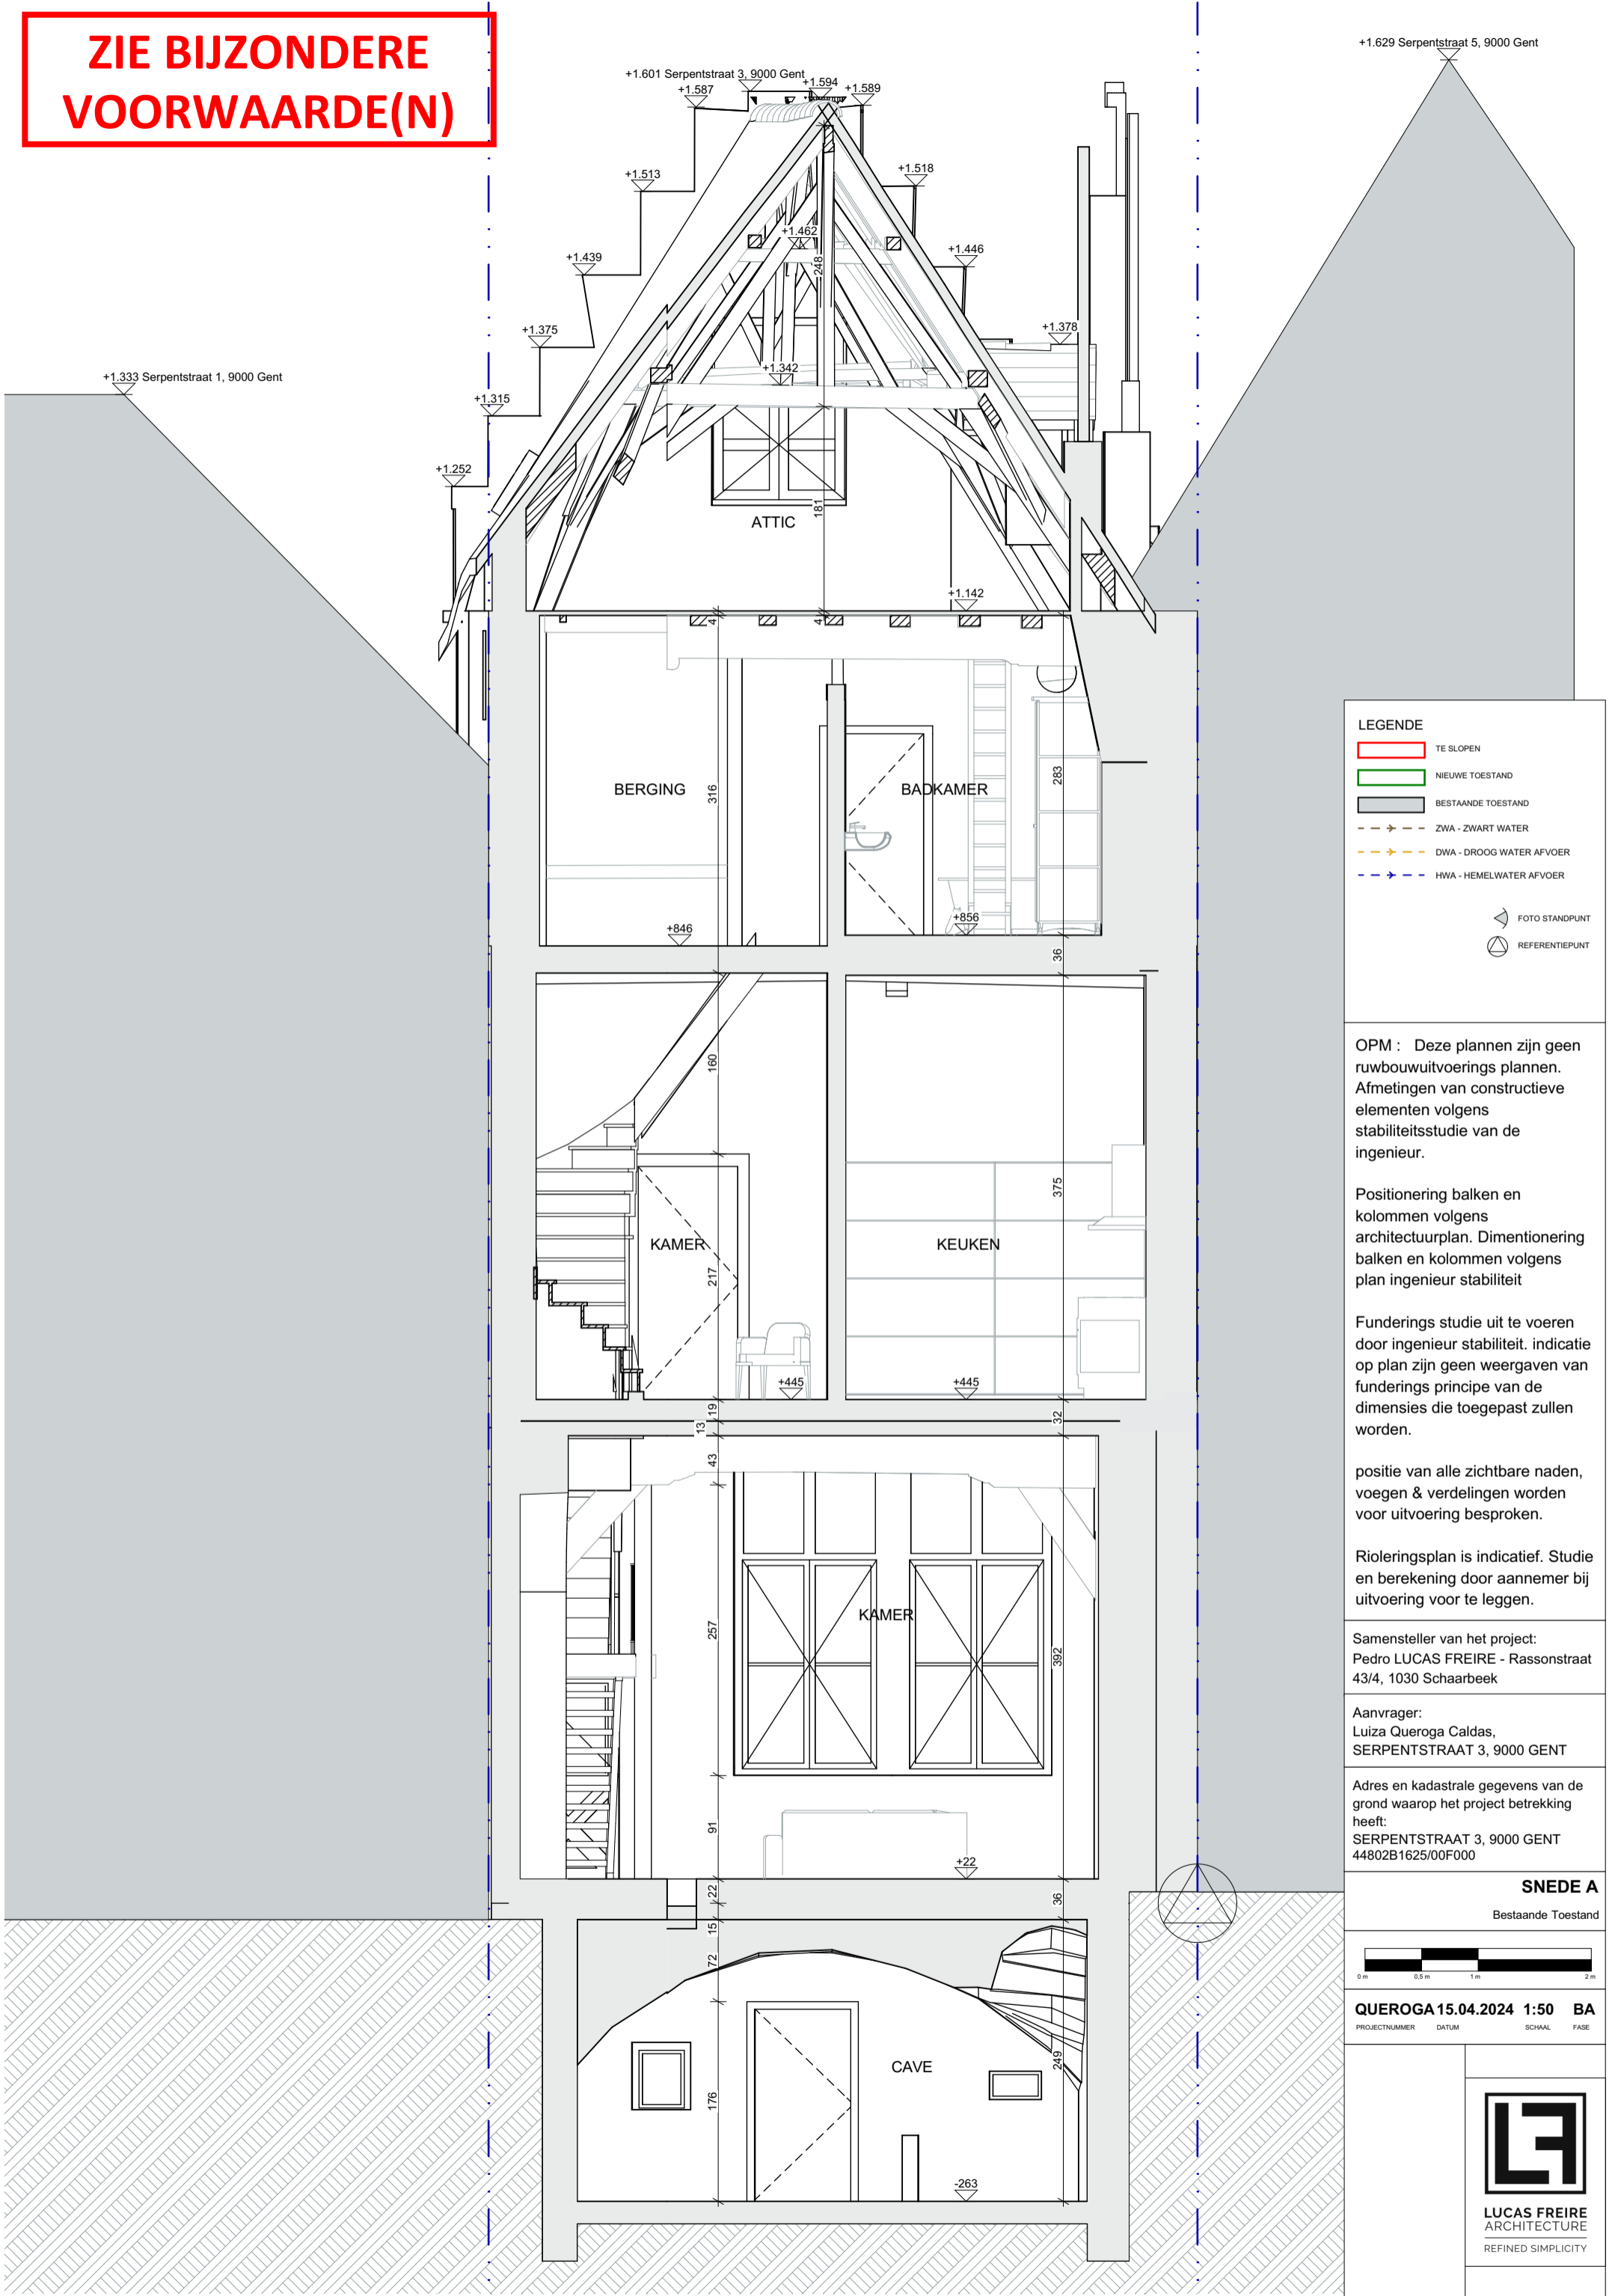 ZIE BIJZONDERE
VOORWAARDE(N)
+1.629 Serpentstraat 5, 9000 Gent
+1.601 Serpentstraat 3, 9000 Gent
+1.594
+1.587
+1.589
+1.513
+1.518
+1.462
+1.439
+1.446
248
+1.375
+1.378
+1.342
+1.333 Serpentstraat 1, 9000 Gent
+1.315
+1.252
181
ATTIC
+1.142
4
4
BERGING
316
BADKAMER
283
+846
+856
36
160
375
KAMER
217
KEUKEN
+445
+445
19
13
32
43
KAMER
257
392
91
+22
22
36
15
72
CAVE
249
176
-263
LEGENDE
TE SLOPEN
NIEUWE TOESTAND
BESTAANDE TOESTAND
ZWA - ZWART WATER
DWA - DROOG WATER AFVOER
HWA - HEMELWATER AFVOER
FOTO STANDPUNT
REFERENTIEPUNT
OPM : Deze plannen zijn geen
ruwbouwuitvoerings plannen.
Afmetingen van constructieve
elementen volgens
stabiliteitsstudie van de
ingenieur.
Positionering balken en
kolommen volgens
architectuurplan. Dimentionering
balken en kolommen volgens
plan ingenieur stabiliteit
Funderings studie uit te voeren
door ingenieur stabiliteit. indicatie
op plan zijn geen weergaven van
funderings principe van de
dimensies die toegepast zullen
worden.
positie van alle zichtbare naden,
voegen & verdelingen worden
voor uitvoering besproken.
Rioleringsplan is indicatief. Studie
en berekening door aannemer bij
uitvoering voor te leggen.
Samensteller van het project:
Pedro LUCAS FREIRE - Rassonstraat
43/4, 1030 Schaarbeek
Aanvrager:
Luiza Queroga Caldas,
SERPENTSTRAAT 3, 9000 GENT
Adres en kadastrale gegevens van de
grond waarop het project betrekking
heeft:
SERPENTSTRAAT 3, 9000 GENT
44802B1625/00F000
SNEDE A
Bestaande Toestand
0 m 0,5 m 1 m 2 m
QUEROGA 15.04.2024 1:50 BA
PROJECTNUMMER DATUM SCHAAL FASE
LF
LUCAS FREIRE
ARCHITECTURE
REFINED SIMPLICITY